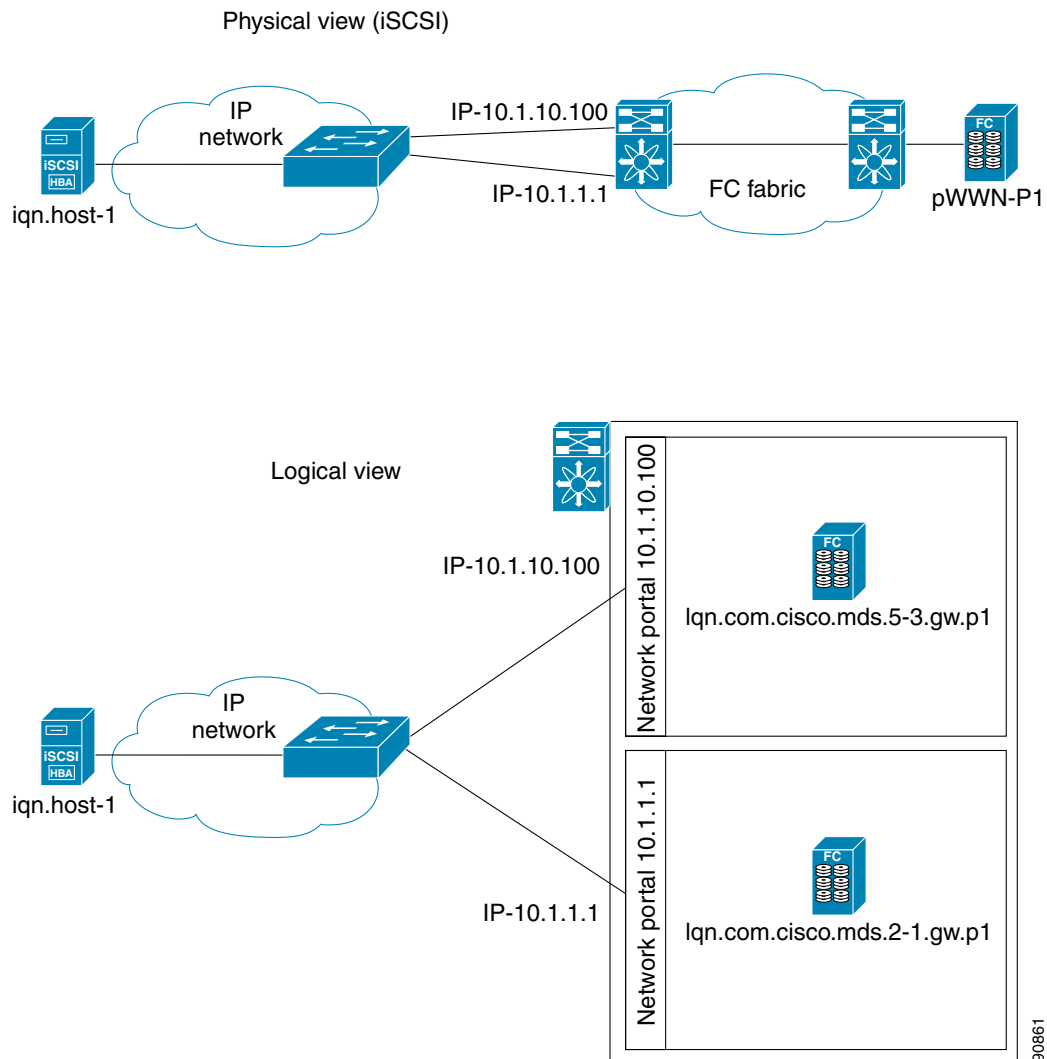 Physical view (iSCSI)
IP
network
IP-10.1.10.100
IP-10.1.1.1
iSCSI
HBA
iqn.host-1
FC fabric
FC
pWWN-P1
Logical view
IP-10.1.10.100
Network portal 10.1.10.100
FC
lqn.com.cisco.mds.5-3.gw.p1
IP
network
iSCSI
HBA
iqn.host-1
IP-10.1.1.1
Network portal 10.1.1.1
FC
lqn.com.cisco.mds.2-1.gw.p1
90861